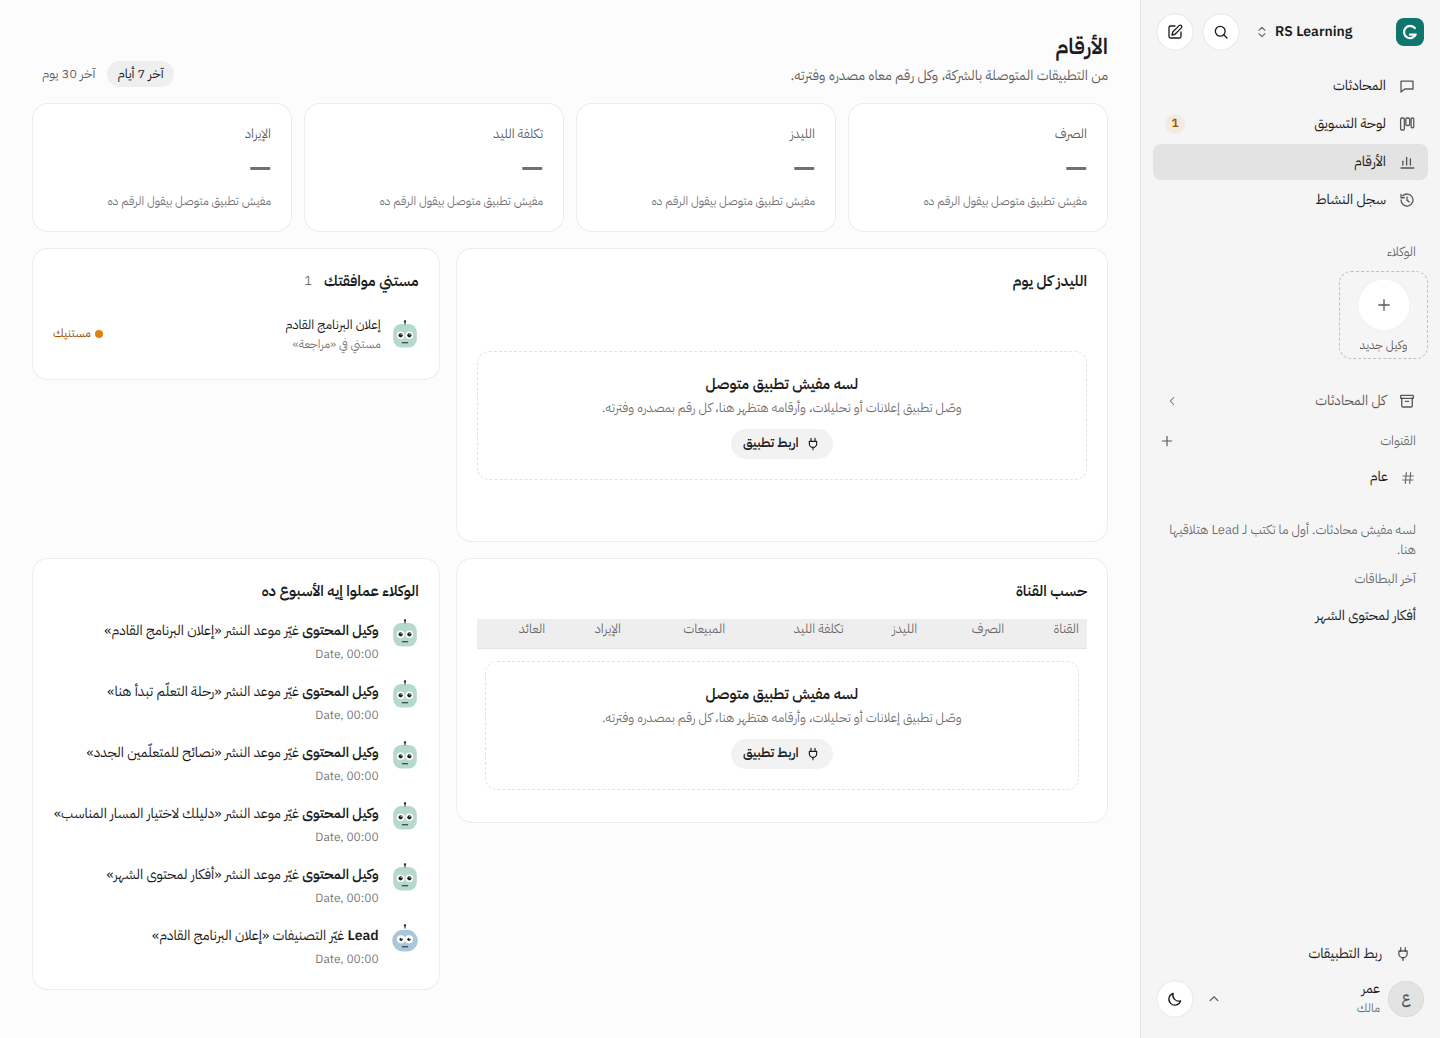 RS Learning
المحادثات
لوحة التسويق
1
الأرقام
سجل النشاط
الوكلاء
وكيل جديد
كل المحادثات
القنوات
عام
لسه مفيش محادثات. أول ما تكتب لـ Lead هتلاقيها
هنا.
آخر البطاقات
أفكار لمحتوى الشهر
ربط التطبيقات
ع
عمر
مالك
الأرقام
من التطبيقات المتوصلة بالشركة، وكل رقم معاه مصدره وفترته.
آخر 7 أيام
آخر 30 يوم
الصرف
—
مفيش تطبيق متوصل بيقول الرقم ده
الليدز
—
مفيش تطبيق متوصل بيقول الرقم ده
تكلفة الليد
—
مفيش تطبيق متوصل بيقول الرقم ده
الإيراد
—
مفيش تطبيق متوصل بيقول الرقم ده
الليدز كل يوم
لسه مفيش تطبيق متوصل
وصّل تطبيق إعلانات أو تحليلات، وأرقامه هتظهر هنا، كل رقم بمصدره وفترته.
اربط تطبيق
مستني موافقتك 1
إعلان البرنامج القادم
مستني في «مراجعة»
مستنيك
حسب القناة
القناة الصرف الليدز تكلفة الليد المبيعات الإيراد العائد
لسه مفيش تطبيق متوصل
وصّل تطبيق إعلانات أو تحليلات، وأرقامه هتظهر هنا، كل رقم بمصدره وفترته.
اربط تطبيق
الوكلاء عملوا إيه الأسبوع ده
وكيل المحتوى غيّر موعد النشر «إعلان البرنامج القادم»
Date, 00:00
وكيل المحتوى غيّر موعد النشر «رحلة التعلّم تبدأ هنا»
Date, 00:00
وكيل المحتوى غيّر موعد النشر «نصائح للمتعلّمين الجدد»
Date, 00:00
وكيل المحتوى غيّر موعد النشر «دليلك لاختيار المسار المناسب»
Date, 00:00
وكيل المحتوى غيّر موعد النشر «أفكار لمحتوى الشهر»
Date, 00:00
Lead غيّر التصنيفات «إعلان البرنامج القادم»
Date, 00:00